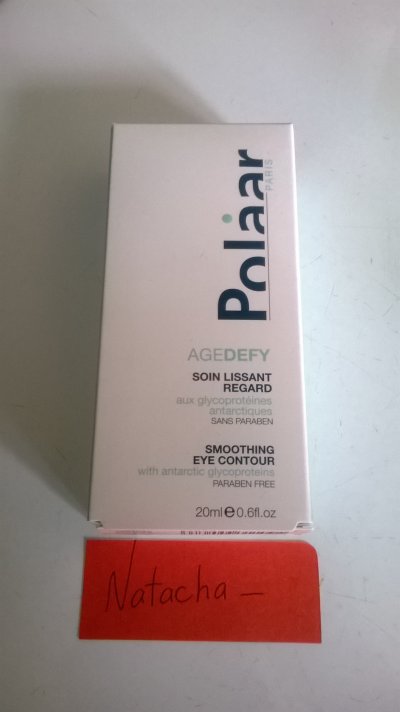 Polaar
PARIS
AGEDEFY
SOIN LISSANT
REGARD
aux glycoprotéines
antarctiques
SANS PARABEN
SMOOTHING
EYE CONTOUR
with antarctic glycoproteins
PARABEN FREE
20ml ℮ 0.6fl.oz
Natacha -